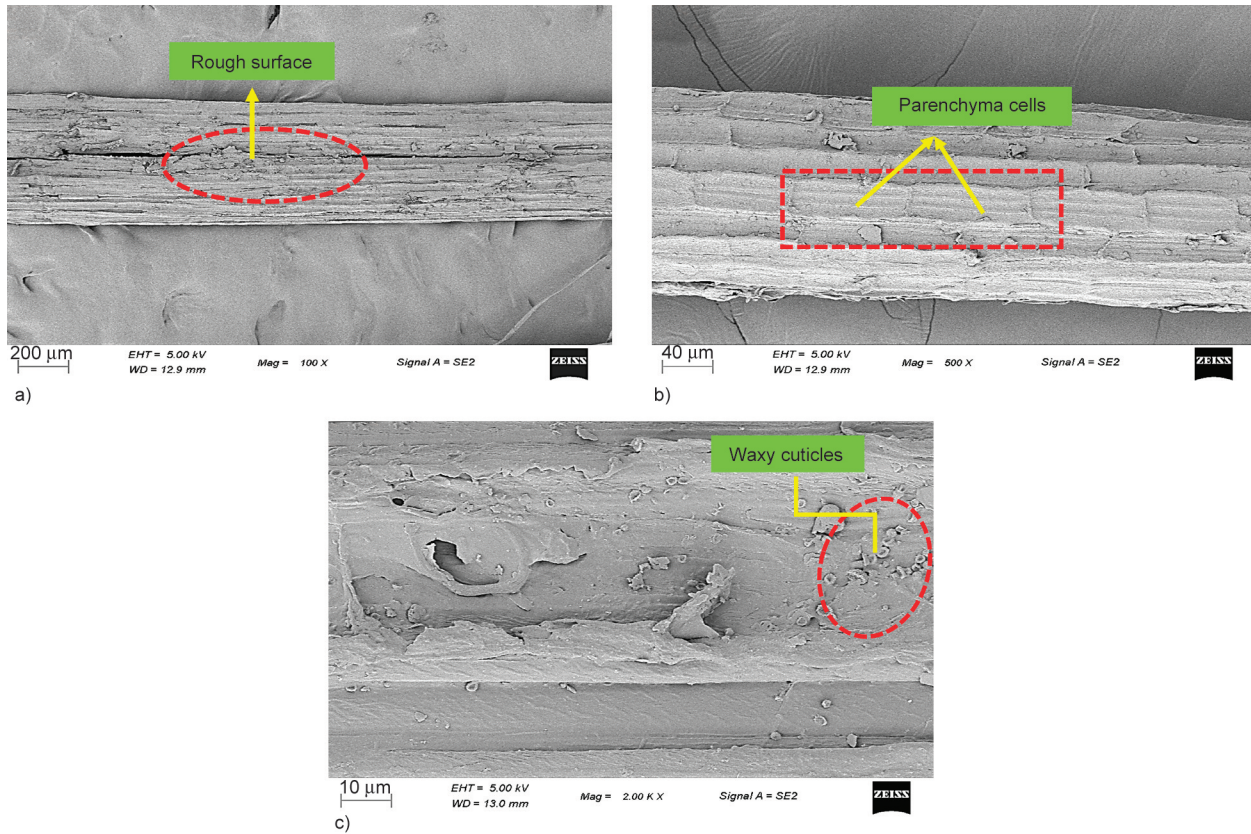 Rough surface
200 µm
EHT = 5.00 kV
WD = 12.9 mm
Mag = 100 X
Signal A = SE2
ZEISS
a)
Parenchyma cells
40 µm
EHT = 5.00 kV
WD = 12.9 mm
Mag = 500 X
Signal A = SE2
ZEISS
b)
Waxy cuticles
10 µm
EHT = 5.00 kV
WD = 13.0 mm
Mag = 2.00 K X
Signal A = SE2
ZEISS
c)